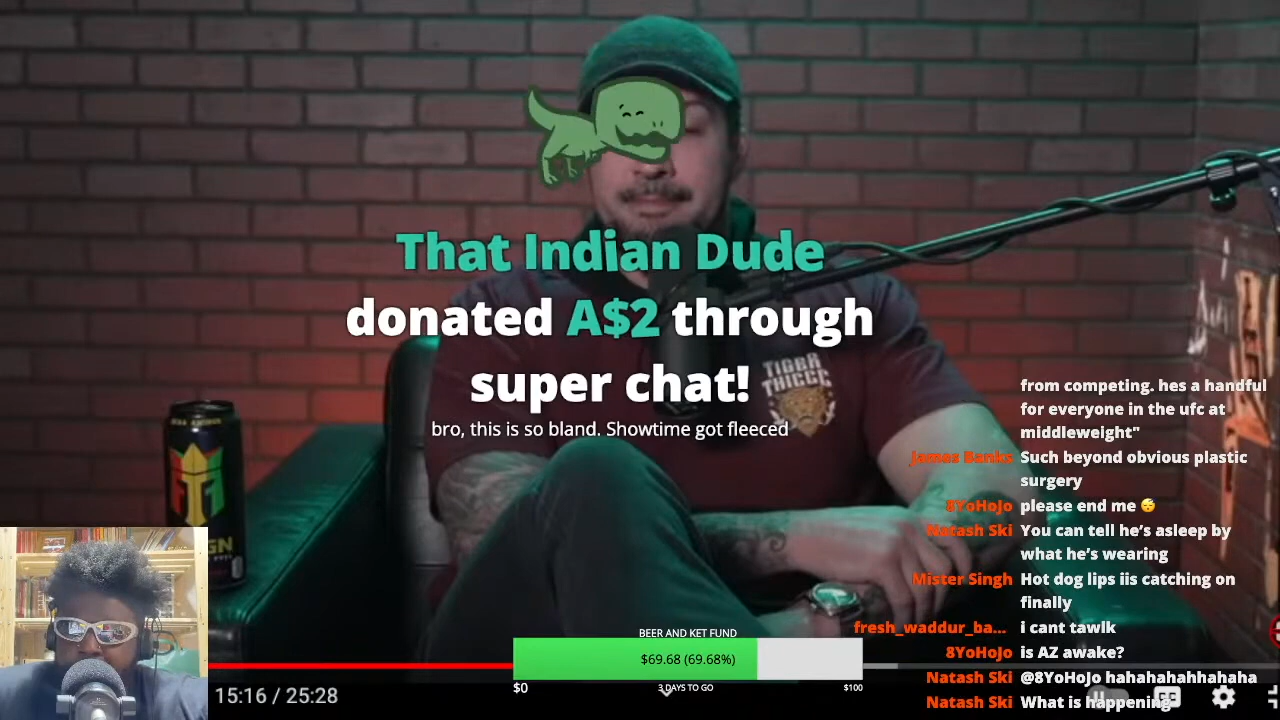 That Indian Dude
donated A$2 through
super chat!
bro, this is so bland. Showtime got fleeced
TIGRR
THICCC
from competing. hes a handful
for everyone in the ufc at
middleweight"
James Banks Such beyond obvious plastic
surgery
8YoHoJo please end me 😴
Natash Ski You can tell he's asleep by
what he's wearing
Mister Singh Hot dog lips iis catching on
finally
fresh_waddur_ba... i cant tawlk
8YoHoJo is AZ awake?
Natash Ski @8YoHoJo hahahahahhahaha
Natash Ski What is happening
BEER AND KET FUND
$69.68 (69.68%)
$0 3 DAYS TO GO $100
15:16 / 25:28